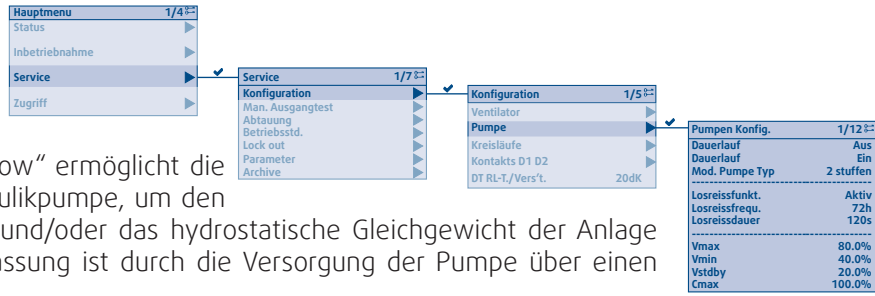 Hauptmenu 1/4
Status
Inbetriebnahme
Service
Zugriff
Service 1/7
Konfiguration
Man. Ausgangtest
Abtauung
Betriebsstd.
Lock out
Parameter
Archive
Konfiguration 1/5
Ventilator
Pumpe
Kreisläufe
Kontakts D1 D2
DT RL-T./Vers't. 20dK
Pumpen Konfig. 1/12
Dauerlauf Aus
Dauerlauf Ein
Mod. Pumpe Typ 2 stuffen
Losreissfunkt. Aktiv
Losreissfrequ. 72h
Losreissdauer 120s
Vmax 80.0%
Vmin 40.0%
Vstdby 20.0%
Cmax 100.0%
ow“ ermöglicht die
ulikpumpe, um den
und/oder das hydrostatische Gleichgewicht der Anlage
assung ist durch die Versorgung der Pumpe über einen